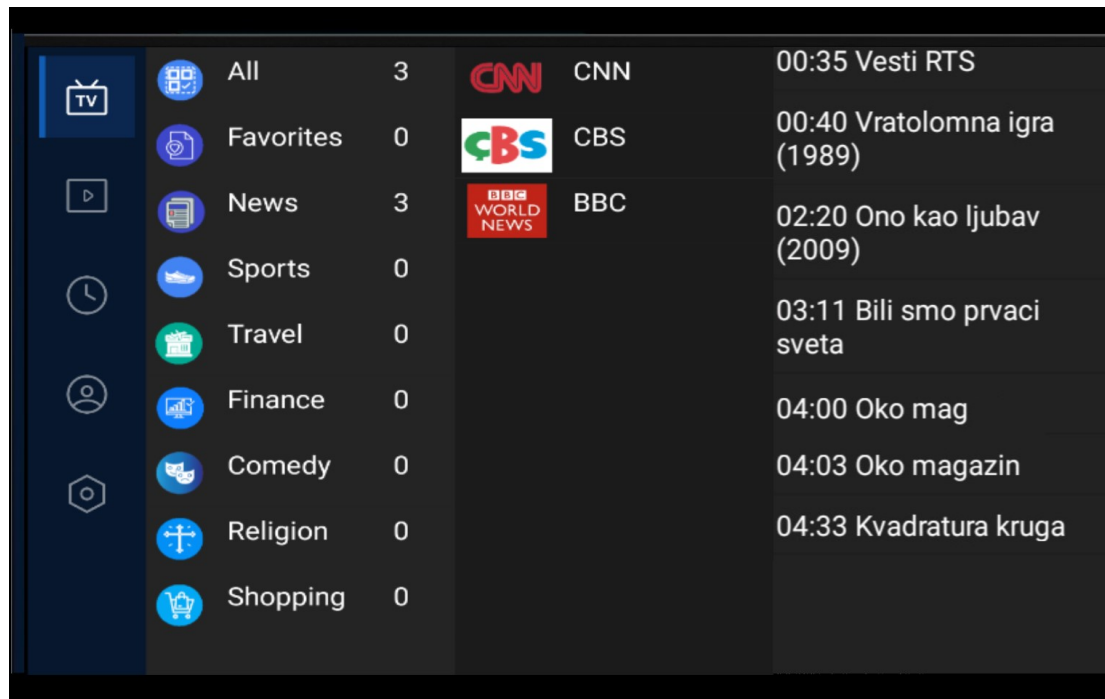 TV
All 3
Favorites 0
News 3
Sports 0
Travel 0
Finance 0
Comedy 0
Religion 0
Shopping 0
CNN CNN
ÇBS CBS
BBC
WORLD
NEWS
BBC
00:35 Vesti RTS
00:40 Vratolomna igra
(1989)
02:20 Ono kao ljubav
(2009)
03:11 Bili smo prvaci
sveta
04:00 Oko mag
04:03 Oko magazin
04:33 Kvadratura kruga